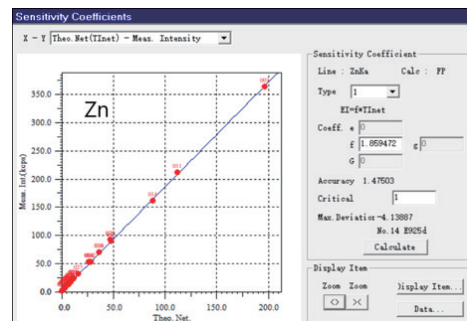 Sensitivity Coefficients
X - Y Theo.Net(TInet) - Meas. Intensity
Zn
350.0
300.0
250.0
200.0
150.0
100.0
50.0
0.0
Meas. Int(kcps)
0.0 50.0 100.0 150.0 200.0
Theo. Net.
Sensitivity Coefficient
Line : ZnKa Calc : FP
Type 1
EI=f*TInet
Coeff. e 0
f 1.859472 g 0
G 0
Accuracy 1.47503
Critical 1
Max.Deviation -4.13887
No.14 E925d
Calculate
Display Item
Zoom Zoom Display Item...
<> ><
Data...